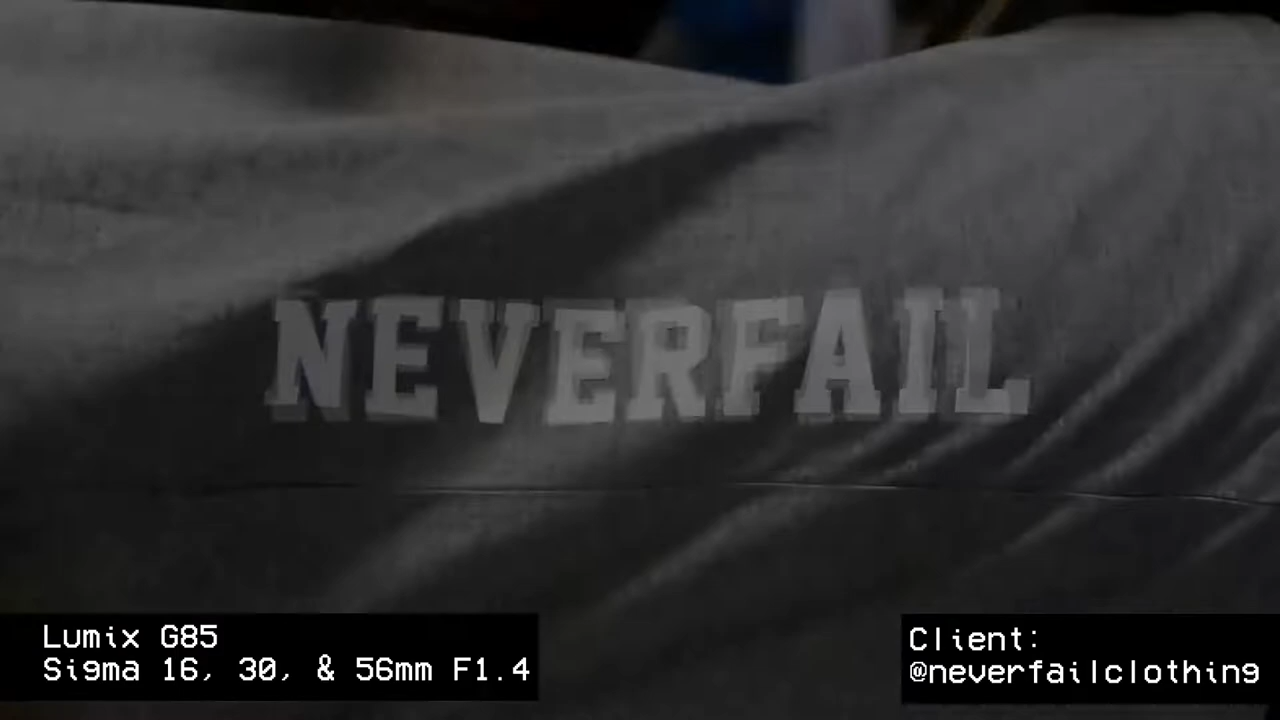 NEVERFAIL
Lumix G85
Sigma 16, 30, & 56mm F1.4
Client:
@neverfailclothing